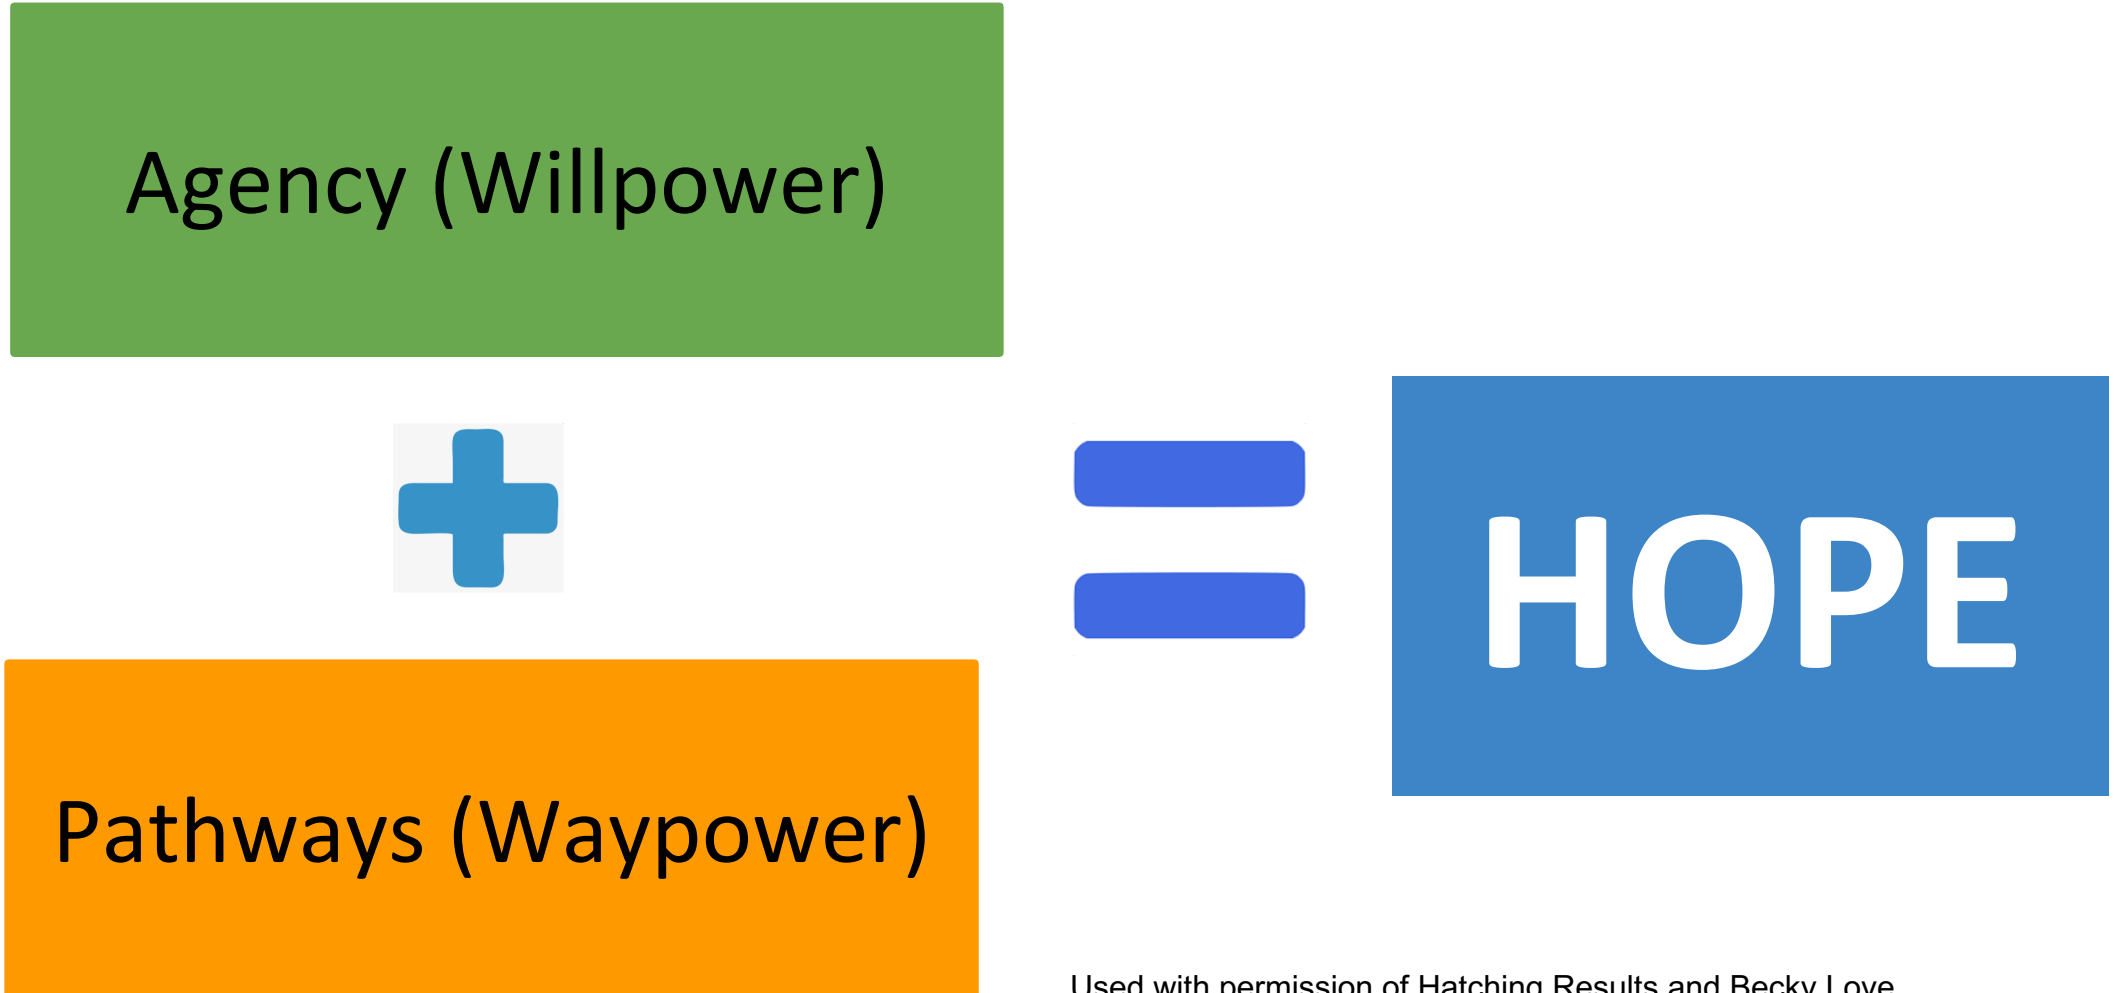 Agency (Willpower)
HOPE
Pathways (Waypower)
Used with permission of Hatching Results and Becky Love